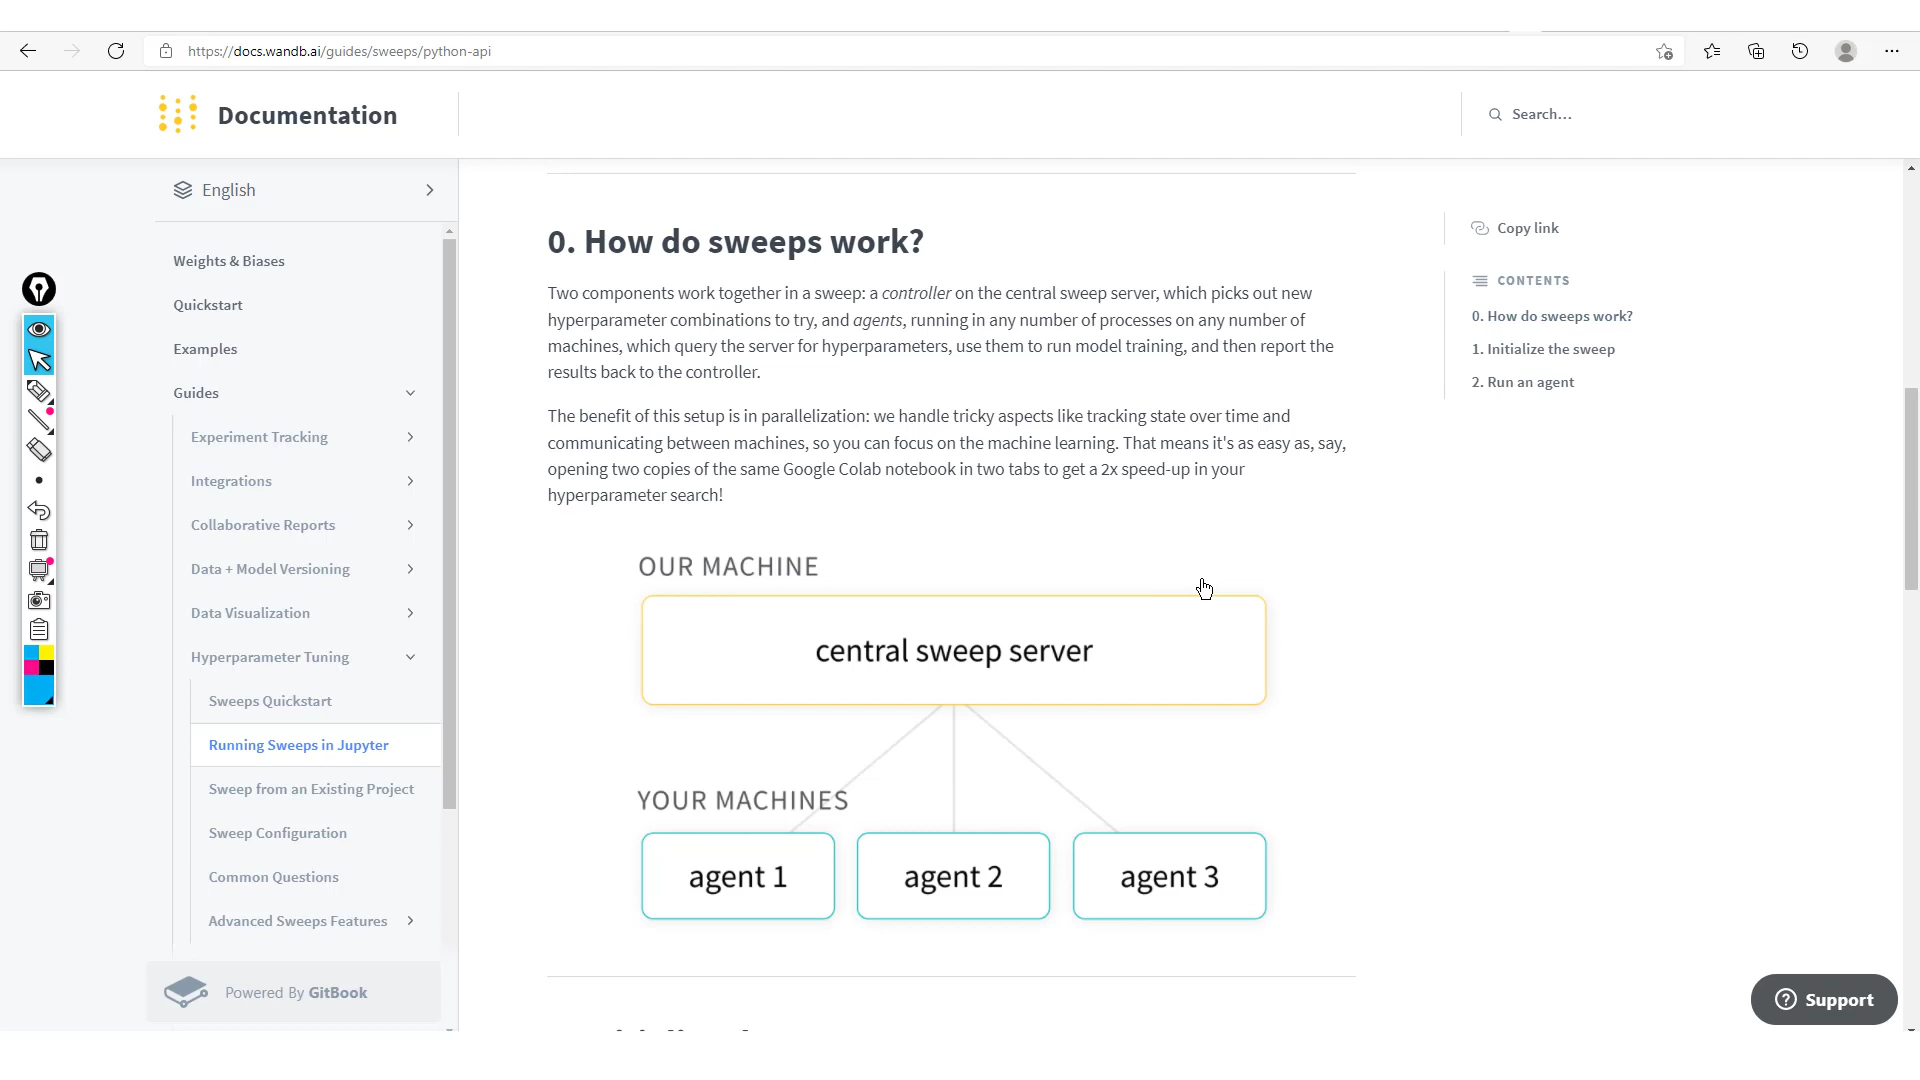 https://docs.wandb.ai/guides/sweeps/python-api
Documentation
Search...
English
Weights & Biases
Quickstart
Examples
Guides
Experiment Tracking
Integrations
Collaborative Reports
Data + Model Versioning
Data Visualization
Hyperparameter Tuning
Sweeps Quickstart
Running Sweeps in Jupyter
Sweep from an Existing Project
Sweep Configuration
Common Questions
Advanced Sweeps Features
Powered By GitBook
0. How do sweeps work?
Two components work together in a sweep: a controller on the central sweep server, which picks out new
hyperparameter combinations to try, and agents, running in any number of processes on any number of
machines, which query the server for hyperparameters, use them to run model training, and then report the
results back to the controller.
The benefit of this setup is in parallelization: we handle tricky aspects like tracking state over time and
communicating between machines, so you can focus on the machine learning. That means it's as easy as, say,
opening two copies of the same Google Colab notebook in two tabs to get a 2x speed-up in your
hyperparameter search!
OUR MACHINE
central sweep server
YOUR MACHINES
agent 1
agent 2
agent 3
Copy link
CONTENTS
0. How do sweeps work?
1. Initialize the sweep
2. Run an agent
Support